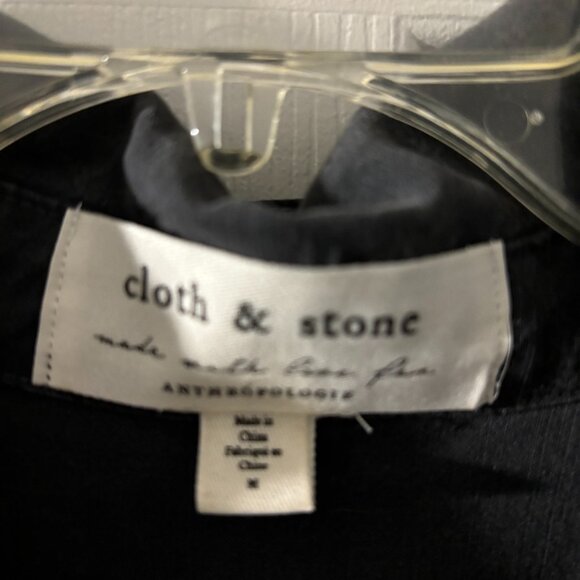 cloth & stone
made with love for
ANTHROPOLOGIE
Made in
China
Fabriqué en
Chine
M